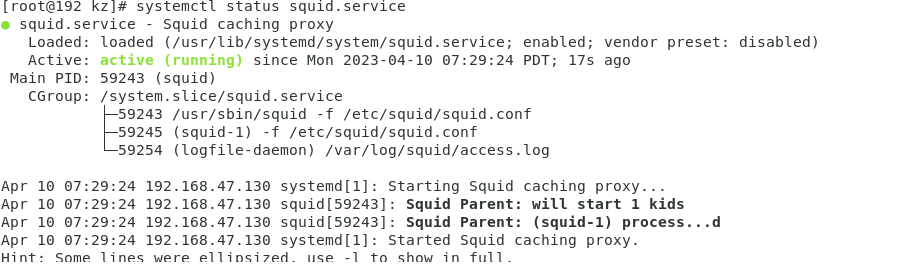 [root@192 kz]# systemctl status squid.service
● squid.service - Squid caching proxy
   Loaded: loaded (/usr/lib/systemd/system/squid.service; enabled; vendor preset: disabled)
   Active: active (running) since Mon 2023-04-10 07:29:24 PDT; 17s ago
 Main PID: 59243 (squid)
   CGroup: /system.slice/squid.service
           ├─59243 /usr/sbin/squid -f /etc/squid/squid.conf
           ├─59245 (squid-1) -f /etc/squid/squid.conf
           └─59254 (logfile-daemon) /var/log/squid/access.log

Apr 10 07:29:24 192.168.47.130 systemd[1]: Starting Squid caching proxy...
Apr 10 07:29:24 192.168.47.130 squid[59243]: Squid Parent: will start 1 kids
Apr 10 07:29:24 192.168.47.130 squid[59243]: Squid Parent: (squid-1) process...d
Apr 10 07:29:24 192.168.47.130 systemd[1]: Started Squid caching proxy.
Hint: Some lines were ellipsized, use -l to show in full.